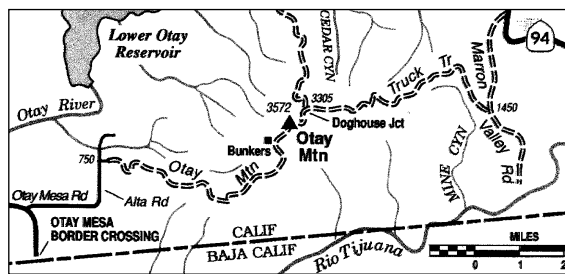 Lower Otay
Reservoir
CEDAR CYN
94
Otay River
3572
3305
Truck Tr
Marron
Valley
Rd
1450
Doghouse Jct
Otay
Mtn
Bunkers
750
Otay
Mtn
MINE CYN
Otay Mesa Rd
Alta Rd
OTAY MESA
BORDER CROSSING
CALIF
BAJA CALIF
Rio Tijuana
MILES
0 1 2